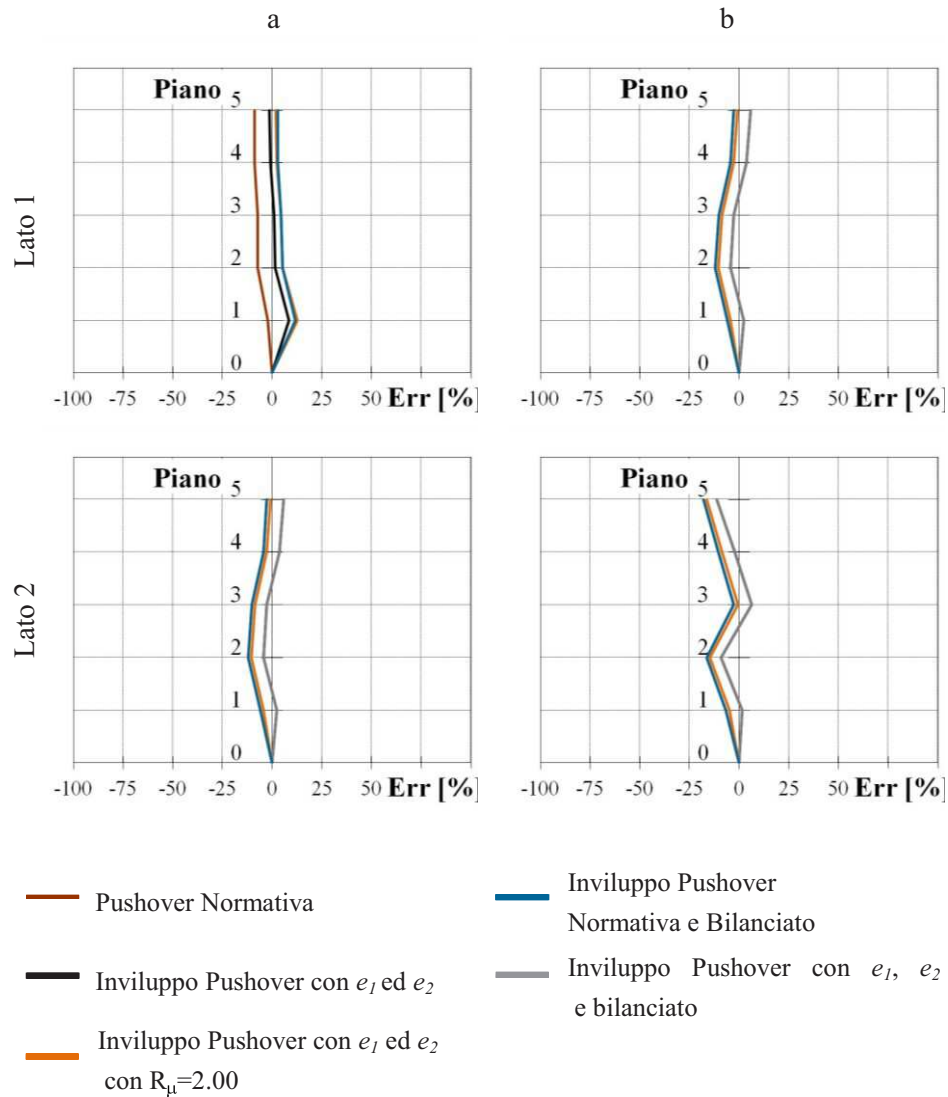 a
b
Lato 1
Piano
5
4
3
2
1
0
-100 -75 -50 -25 0 25 50 Err [%]
Piano
5
4
3
2
1
0
-100 -75 -50 -25 0 25 50 Err [%]
Lato 2
Piano
5
4
3
2
1
0
-100 -75 -50 -25 0 25 50 Err [%]
Piano
5
4
3
2
1
0
-100 -75 -50 -25 0 25 50 Err [%]
Pushover Normativa
Inviluppo Pushover con e1 ed e2
Inviluppo Pushover con e1 ed e2
con Rμ=2.00
Inviluppo Pushover
Normativa e Bilanciato
Inviluppo Pushover con e1, e2
e bilanciato